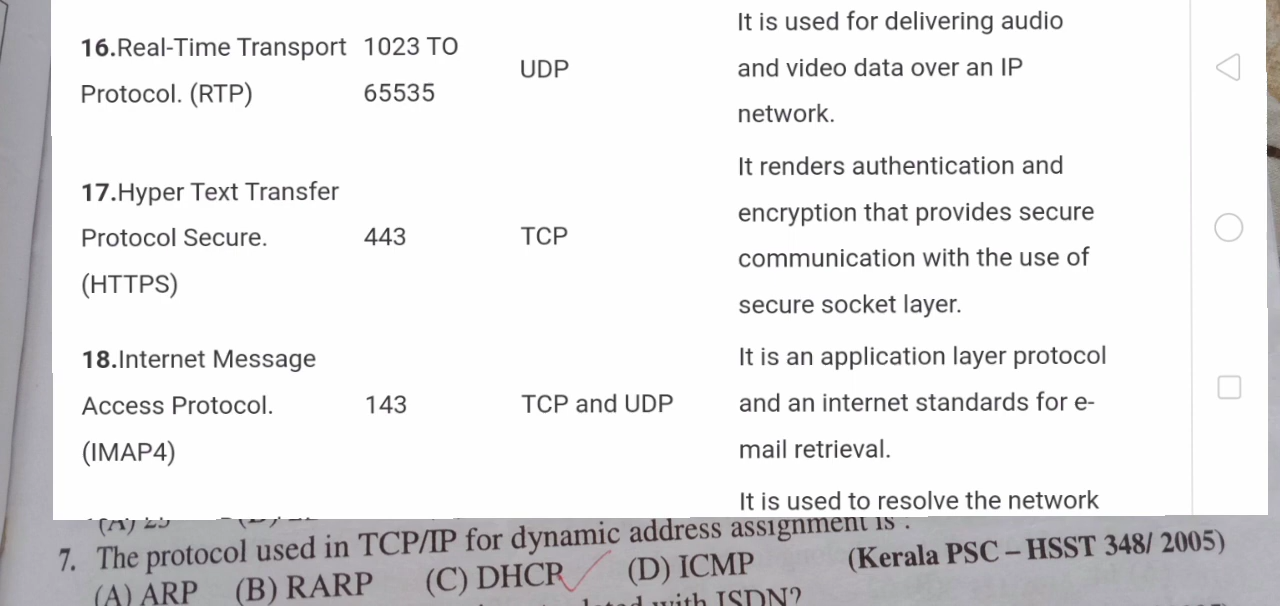 16.Real-Time Transport 1023 TO
Protocol. (RTP) 65535
UDP
It is used for delivering audio
and video data over an IP
network.
17.Hyper Text Transfer
Protocol Secure.
(HTTPS)
443
TCP
It renders authentication and
encryption that provides secure
communication with the use of
secure socket layer.
18.Internet Message
Access Protocol.
(IMAP4)
143
TCP and UDP
It is an application layer protocol
and an internet standards for e-
mail retrieval.
It is used to resolve the network
7. The protocol used in TCP/IP for dynamic address assignment is :
(A) ARP (B) RARP (C) DHCP (D) ICMP (Kerala PSC – HSST 348/ 2005)
with ISDN?